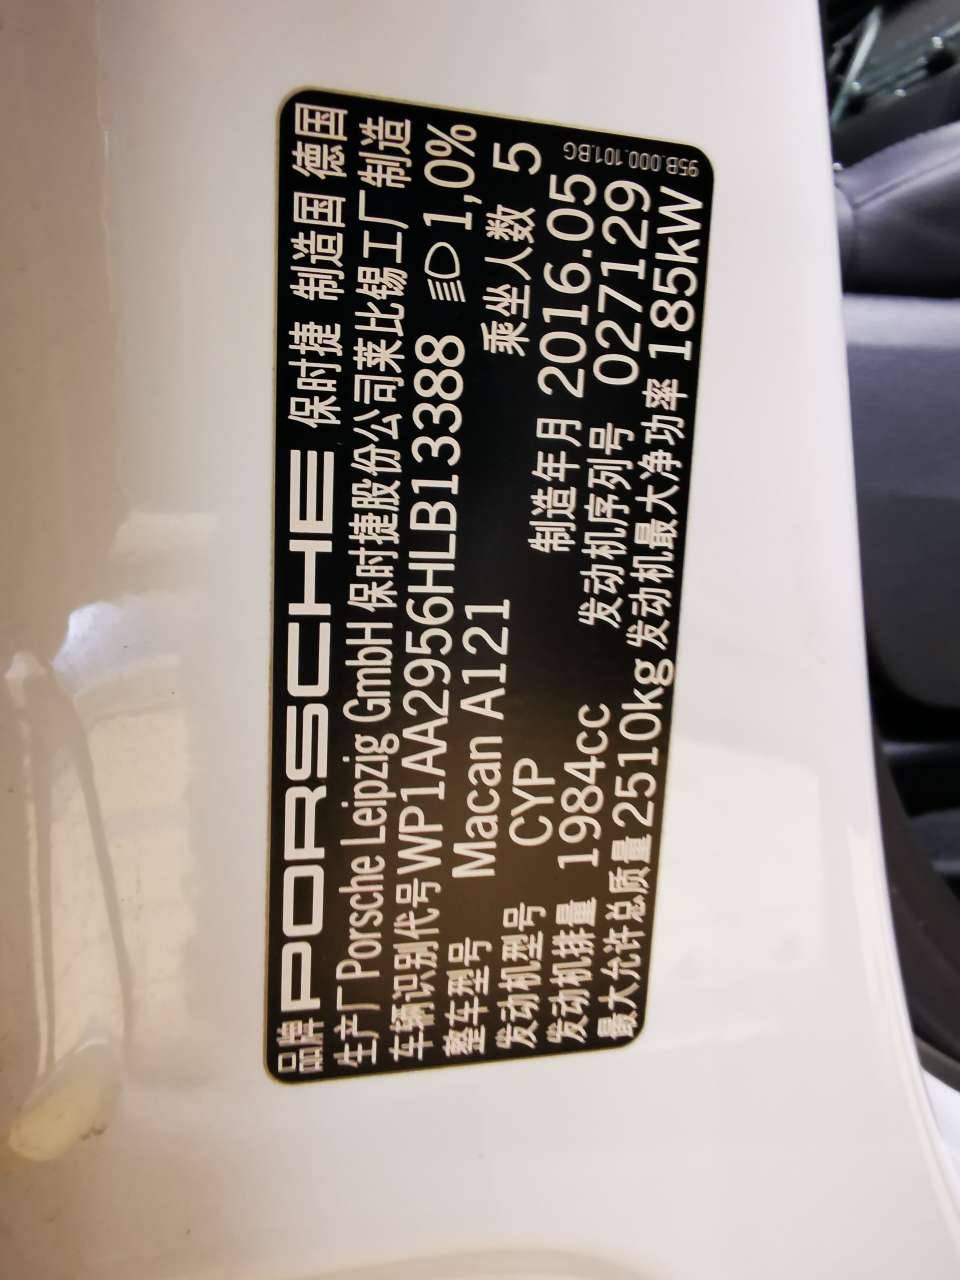 品牌 PORSCHE 保时捷 制造国 德国
生产厂 Porsche Leipzig GmbH 保时捷股份公司莱比锡工厂制造
车辆识别代号 WP1AA2956HLB13388 1,0%
整车型号 Macan A121 乘坐人数 5
发动机型号 CYP 制造年月 2016.05
发动机排量 1984cc 发动机序列号 027129
最大允许总质量 2510kg 发动机最大净功率 185kW
95B.000.101.BG